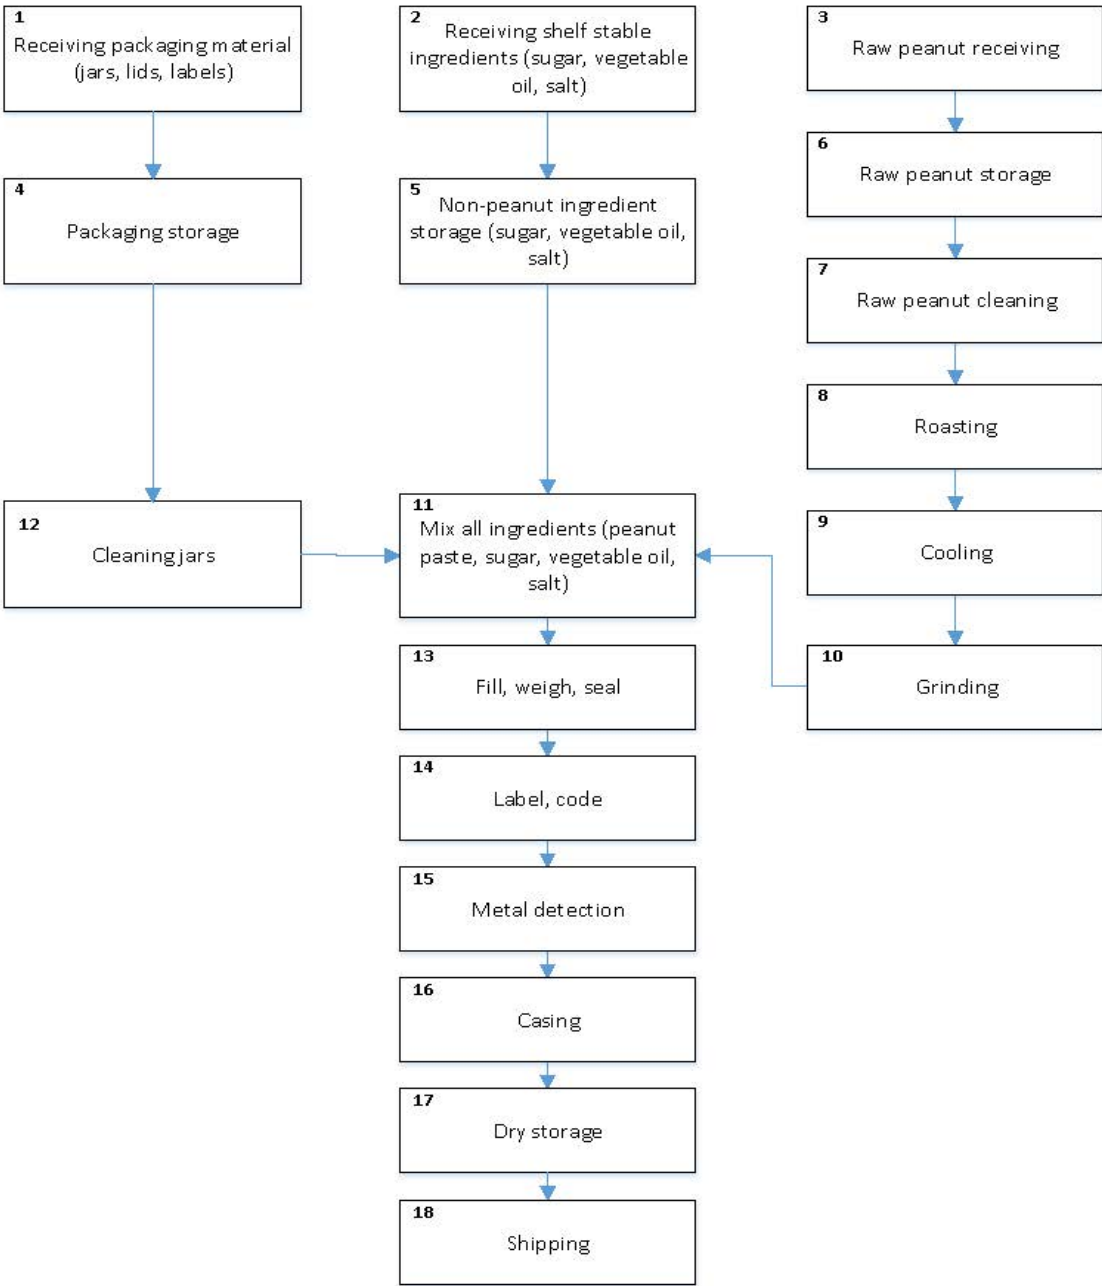 1
Receiving packaging material
(jars, lids, labels)
2
Receiving shelf stable
ingredients (sugar, vegetable
oil, salt)
3
Raw peanut receiving
4
Packaging storage
5
Non-peanut ingredient
storage (sugar, vegetable oil,
salt)
6
Raw peanut storage
7
Raw peanut cleaning
8
Roasting
9
Cooling
10
Grinding
11
Mix all ingredients (peanut
paste, sugar, vegetable oil,
salt)
12
Cleaning jars
13
Fill, weigh, seal
14
Label, code
15
Metal detection
16
Casing
17
Dry storage
18
Shipping